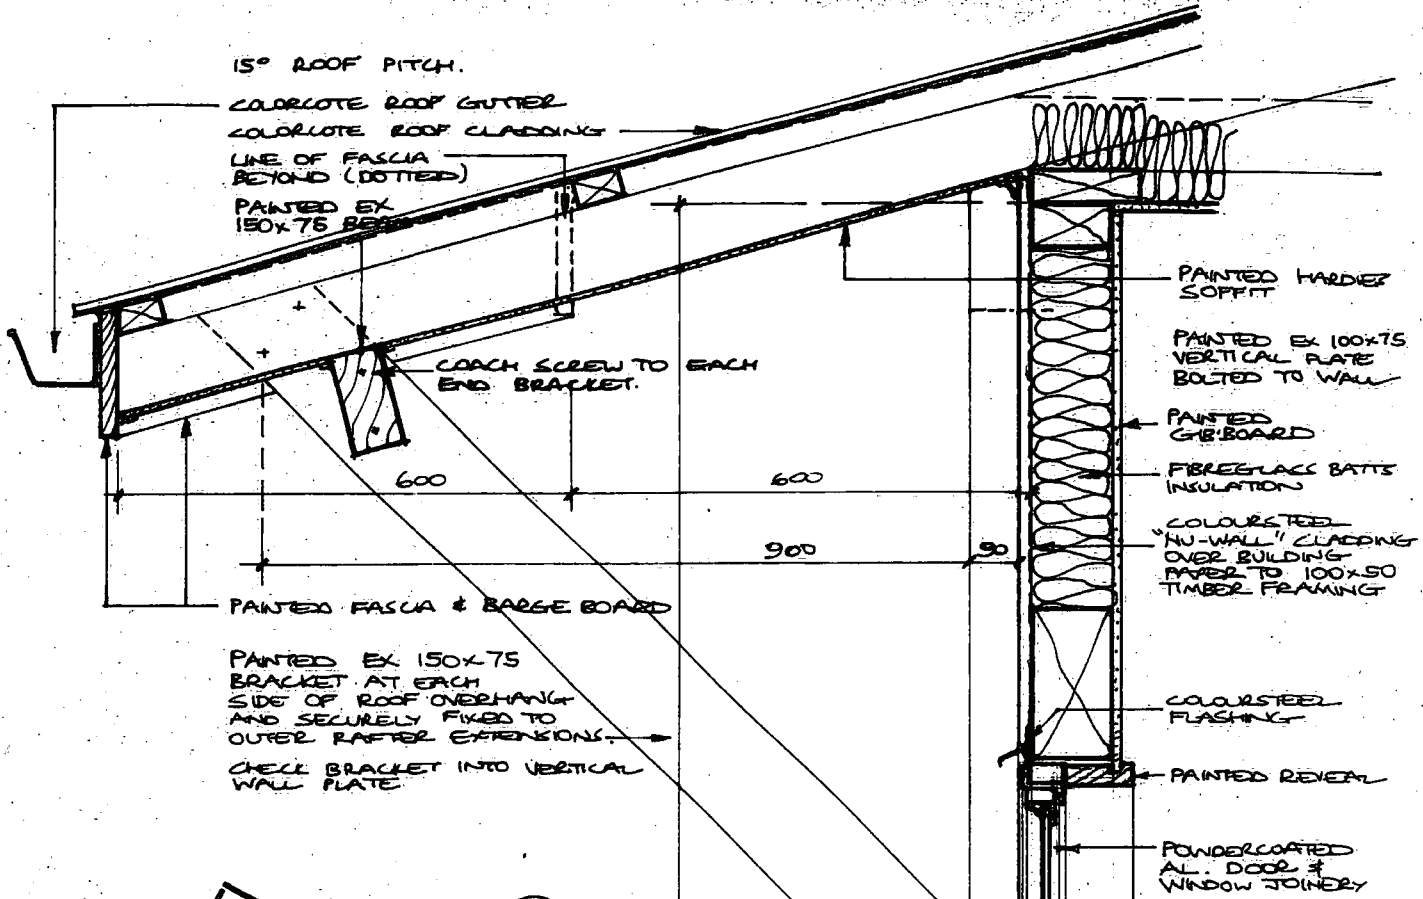 15° ROOF PITCH.
COLORCOTE ROOF GUTTER
COLORCOTE ROOF CLADDING
LINE OF FASCIA
BEYOND (DOTTED)
PAINTED EX
150x75 BEAM
COACH SCREW TO EACH
END BRACKET.
600
600
900
90
PAINTED FASCIA & BARGE BOARD
PAINTED EX 150x75
BRACKET AT EACH
SIDE OF ROOF OVERHANG
AND SECURELY FIXED TO
OUTER RAFTER EXTENSIONS.
CHECK BRACKET INTO VERTICAL
WALL PLATE
PAINTED HARDIES
SOFFIT
PAINTED EX 100x75
VERTICAL PLATE
BOLTED TO WALL
PAINTED
GIB'BOARD
FIBREGLASS BATTS
INSULATION
COLOURSTEEL
"NU-WALL" CLADDING
OVER BUILDING
PAPER TO 100x50
TIMBER FRAMING
COLOURSTEEL
FLASHING
PAINTED REVEAL
POWDERCOATED
AL. DOOR &
WINDOW JOINERY